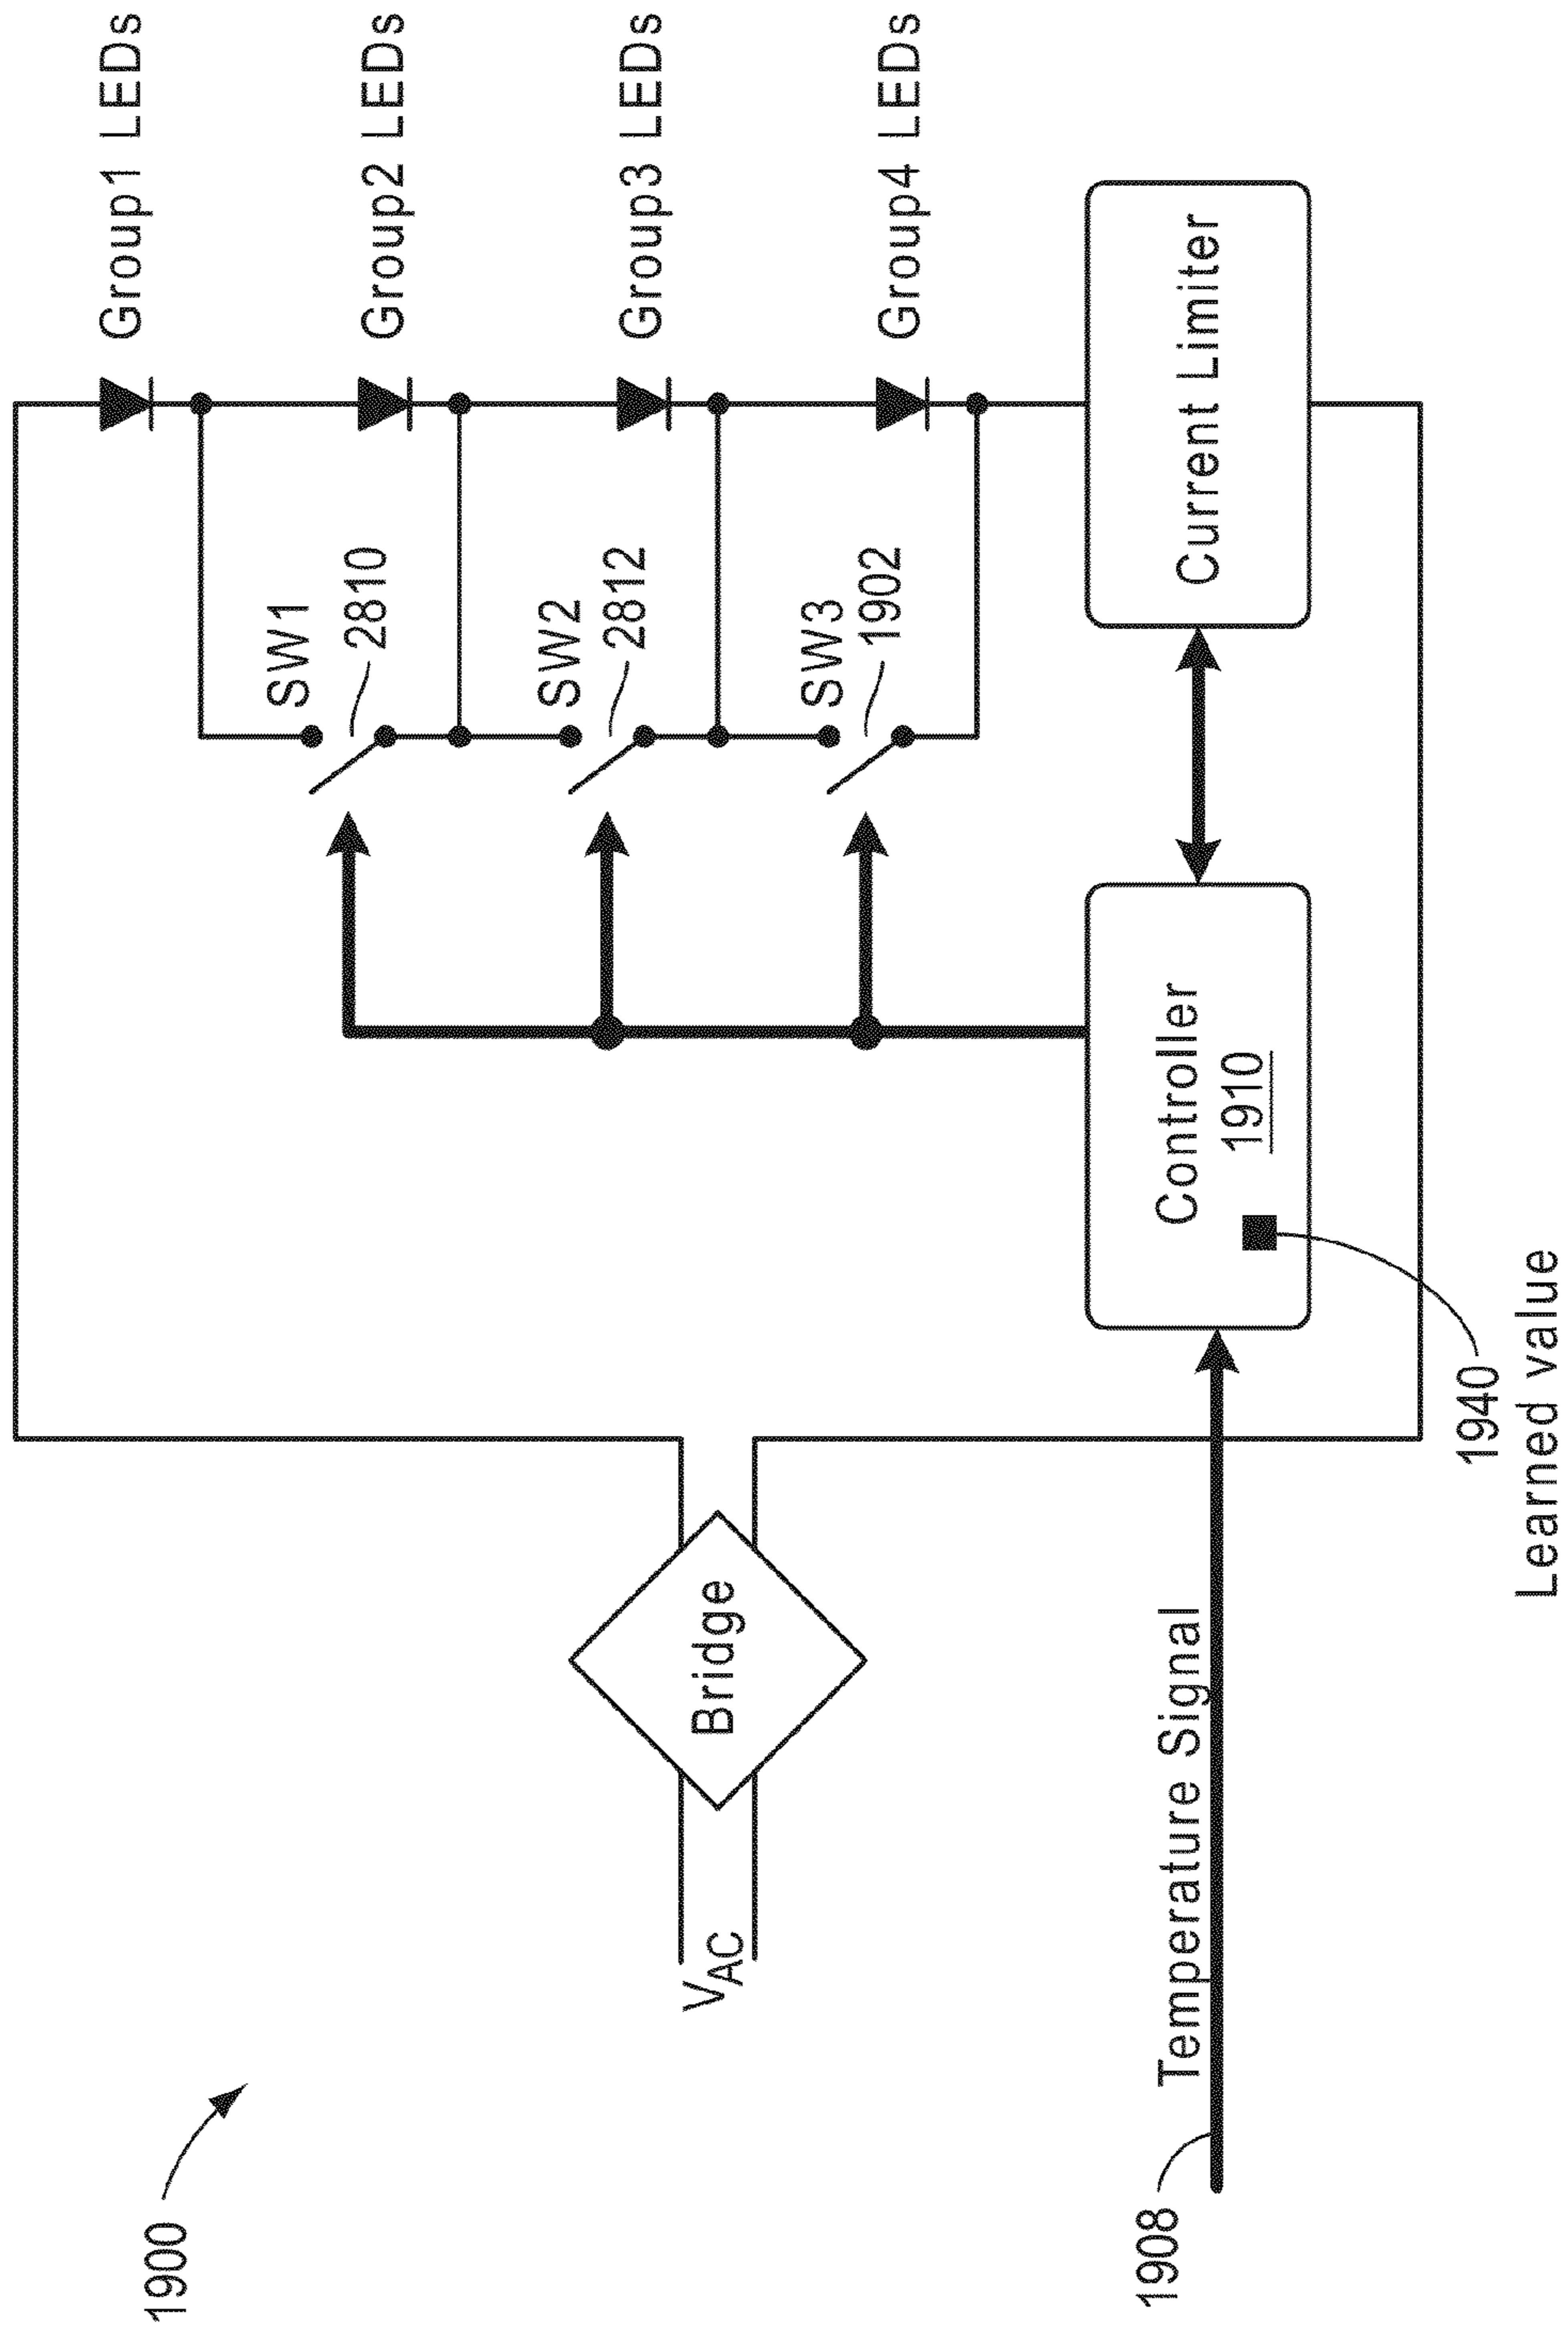 1900
V_AC
Bridge
Group1 LEDs
Group2 LEDs
Group3 LEDs
Group4 LEDs
SW1
2810
SW2
2812
SW3
1902
Current Limiter
Controller
1910
Temperature Signal
1908
1940
Learned value